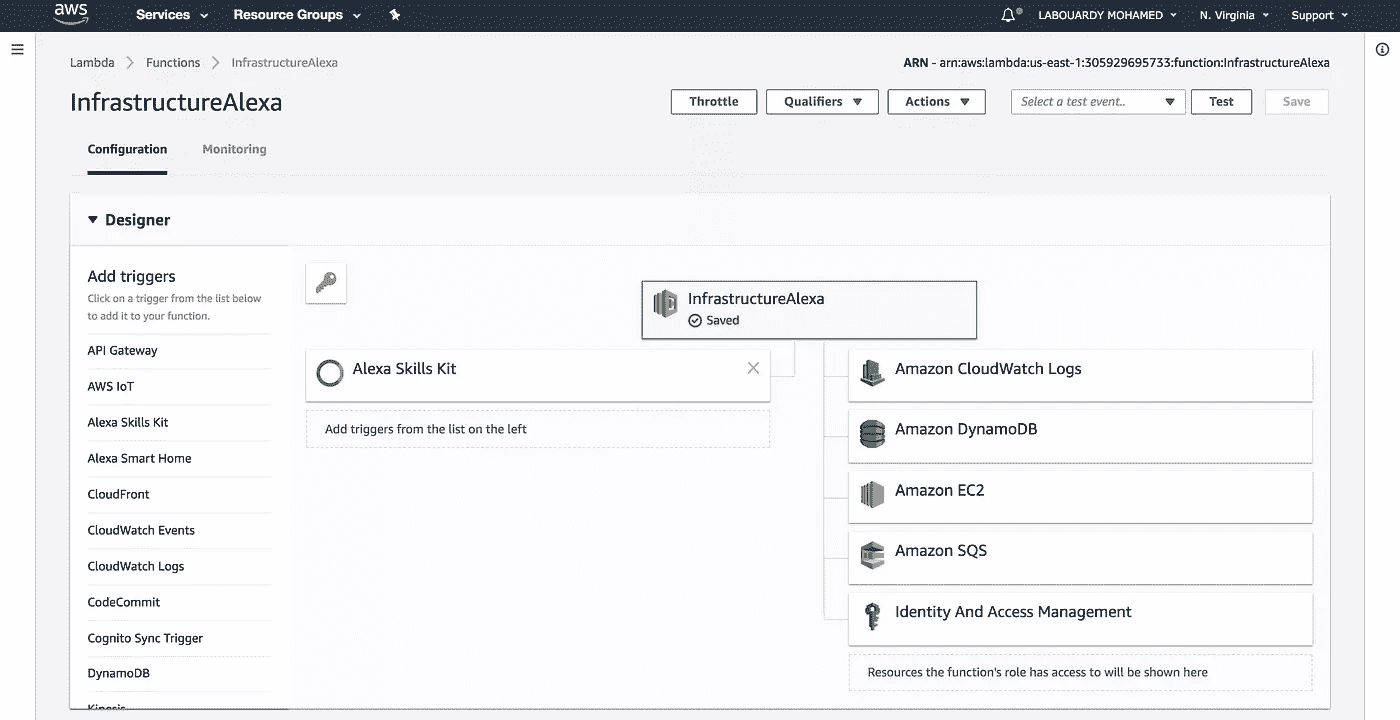 aws
Services
Resource Groups
LABOUARDY MOHAMED
N. Virginia
Support
Lambda
Functions
InfrastructureAlexa
ARN - arn:aws:lambda:us-east-1:305929695733:function:InfrastructureAlexa
InfrastructureAlexa
Throttle
Qualifiers
Actions
Select a test event..
Test
Save
Configuration
Monitoring
Designer
Add triggers
Click on a trigger from the list below
to add it to your function.
API Gateway
AWS IoT
Alexa Skills Kit
Alexa Smart Home
CloudFront
CloudWatch Events
CloudWatch Logs
CodeCommit
Cognito Sync Trigger
DynamoDB
Kinesis
InfrastructureAlexa
Saved
Alexa Skills Kit
Add triggers from the list on the left
Amazon CloudWatch Logs
Amazon DynamoDB
Amazon EC2
Amazon SQS
Identity And Access Management
Resources the function's role has access to will be shown here